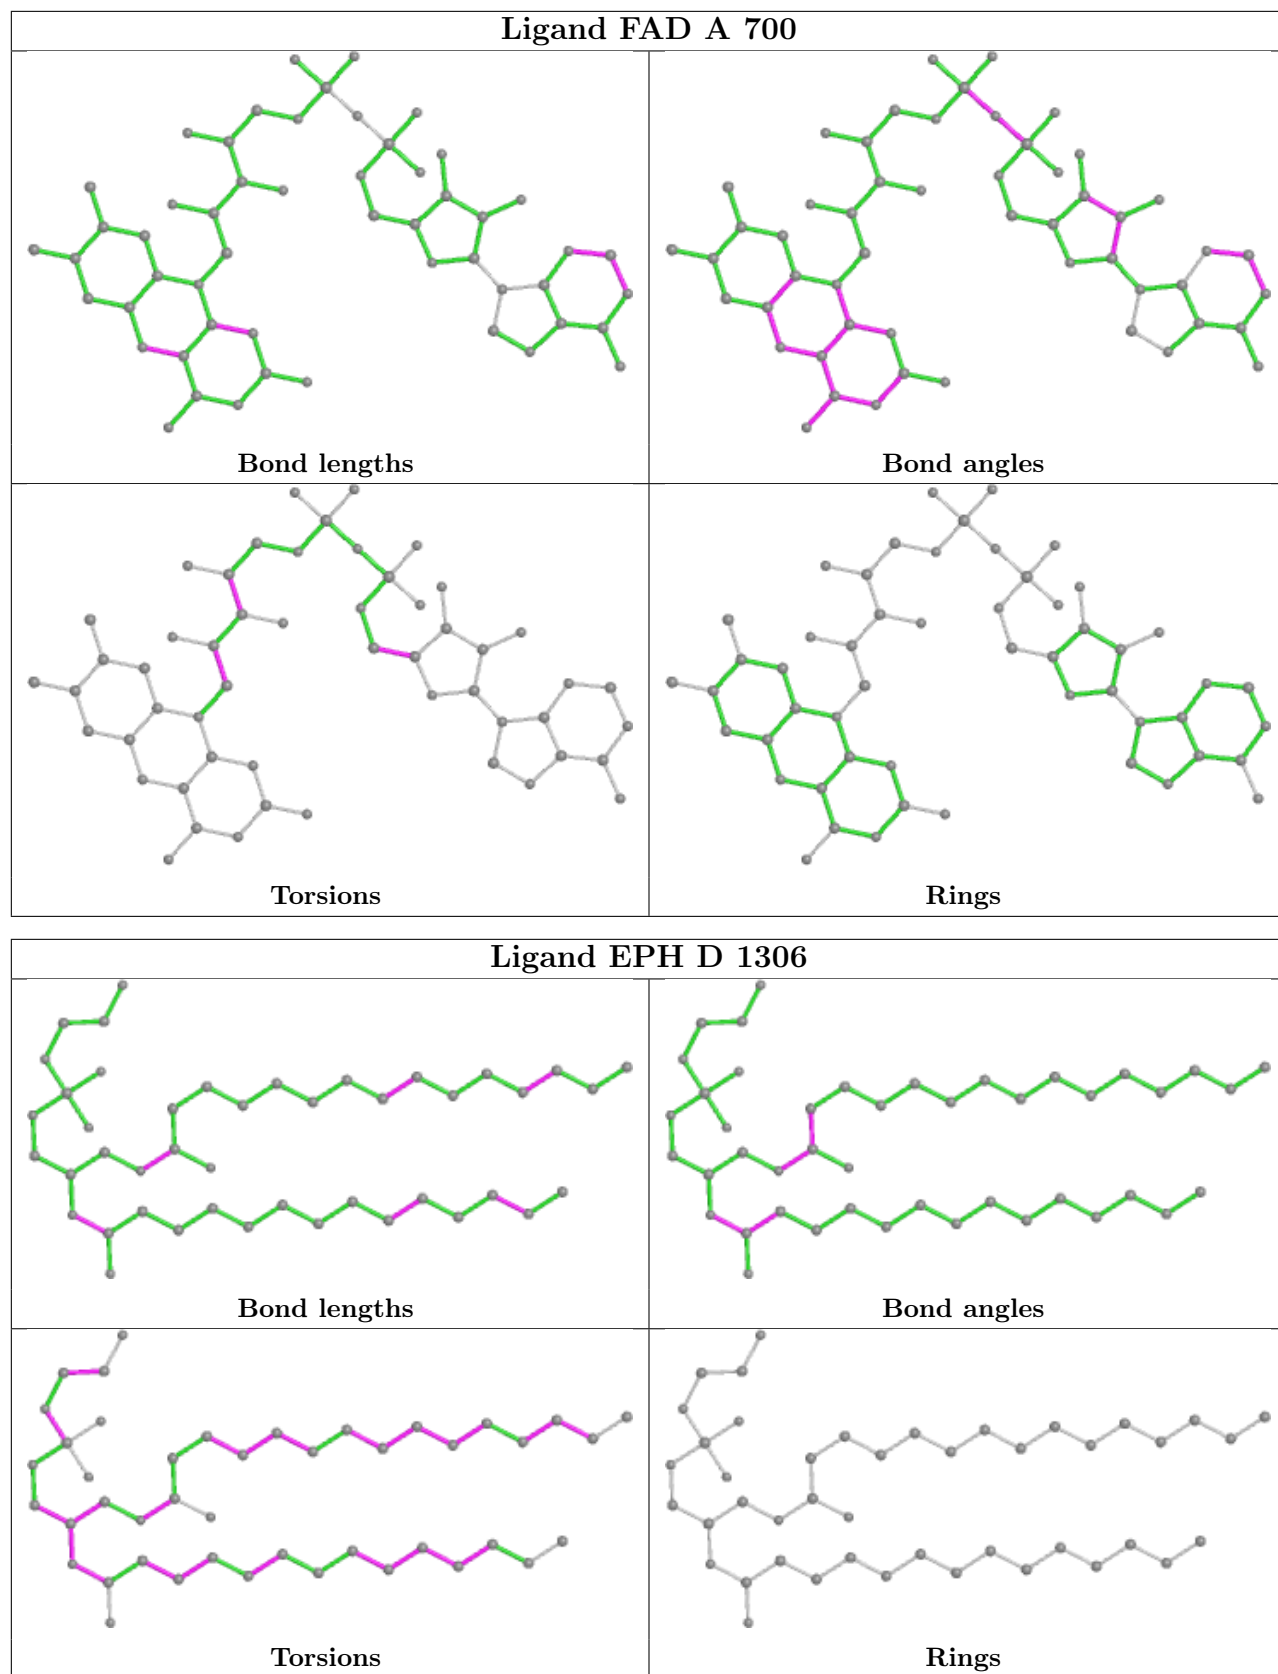 Ligand FAD A 700
Bond lengths
Bond angles
Torsions
Rings
Ligand EPH D 1306
Bond lengths
Bond angles
Torsions
Rings